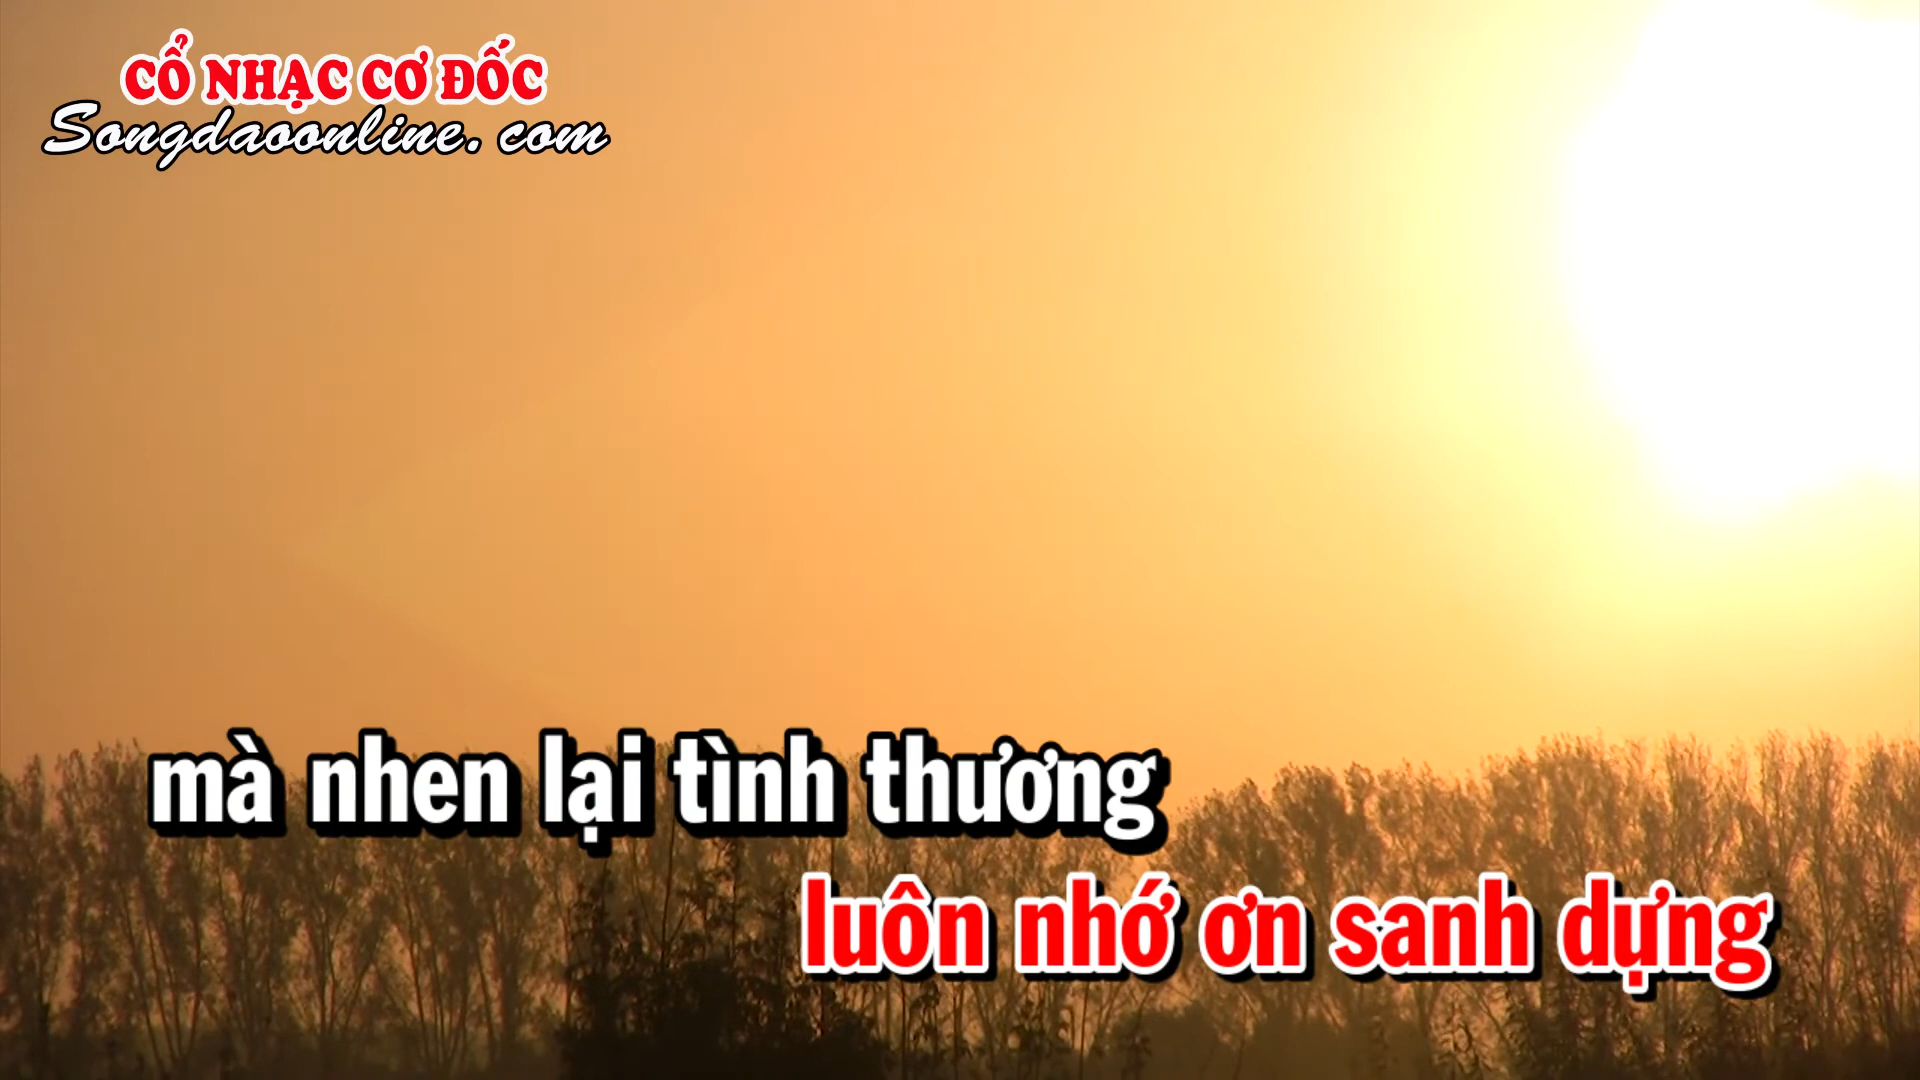 CỔ NHẠC CƠ ĐỐC
Songdaoonline.com
mà nhen lại tình thương
luôn nhớ ơn sanh dựng